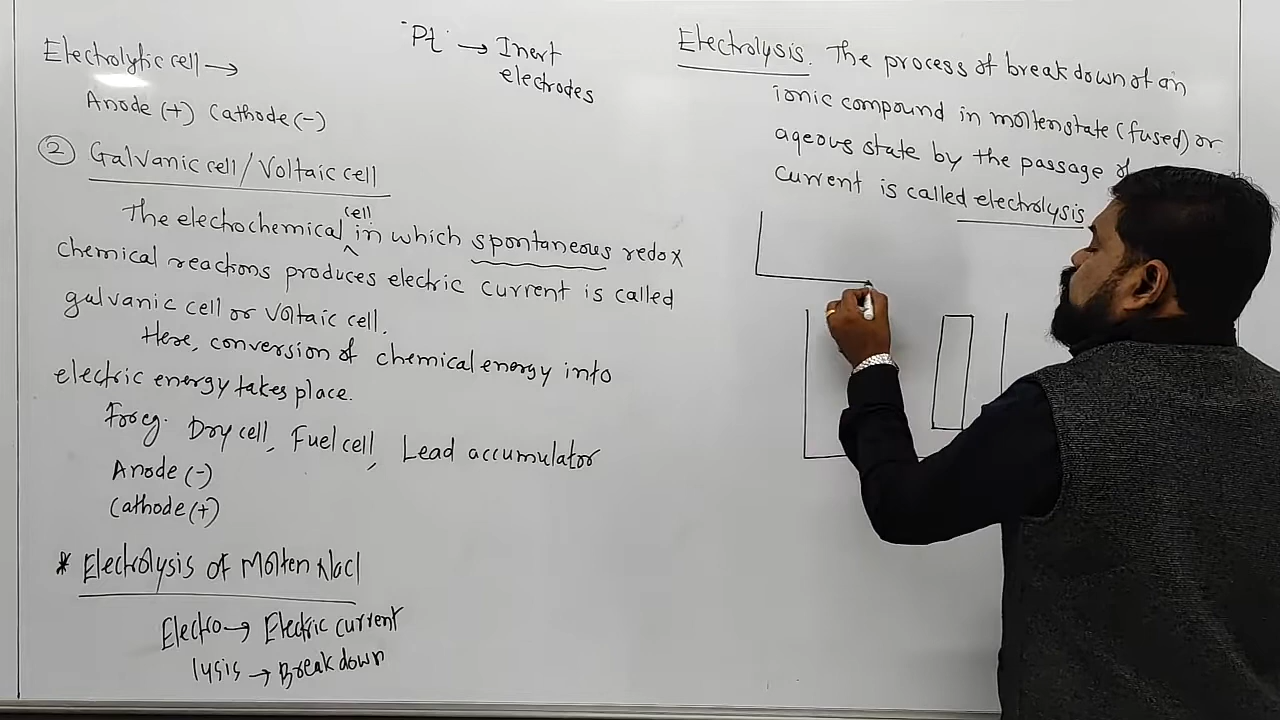 Electrolytic cell →
Anode (+) Cathode (-)
② Galvanic cell / Voltaic cell
The electrochemical cell in which spontaneous redox
chemical reactions produces electric current is called
galvanic cell or Voltaic cell.
Here, conversion of chemical energy into
electric energy takes place.
For eg. Dry cell, Fuel cell, Lead accumulator
Anode (-)
Cathode (+)
* Electrolysis of Molten Nacl
Electro → Electric current
lysis → Breakdown
Pt → Inert
electrodes
Electrolysis. The process of breakdown of an
ionic compound in molten state (fused) or
aqeous state by the passage of
current is called electrolysis